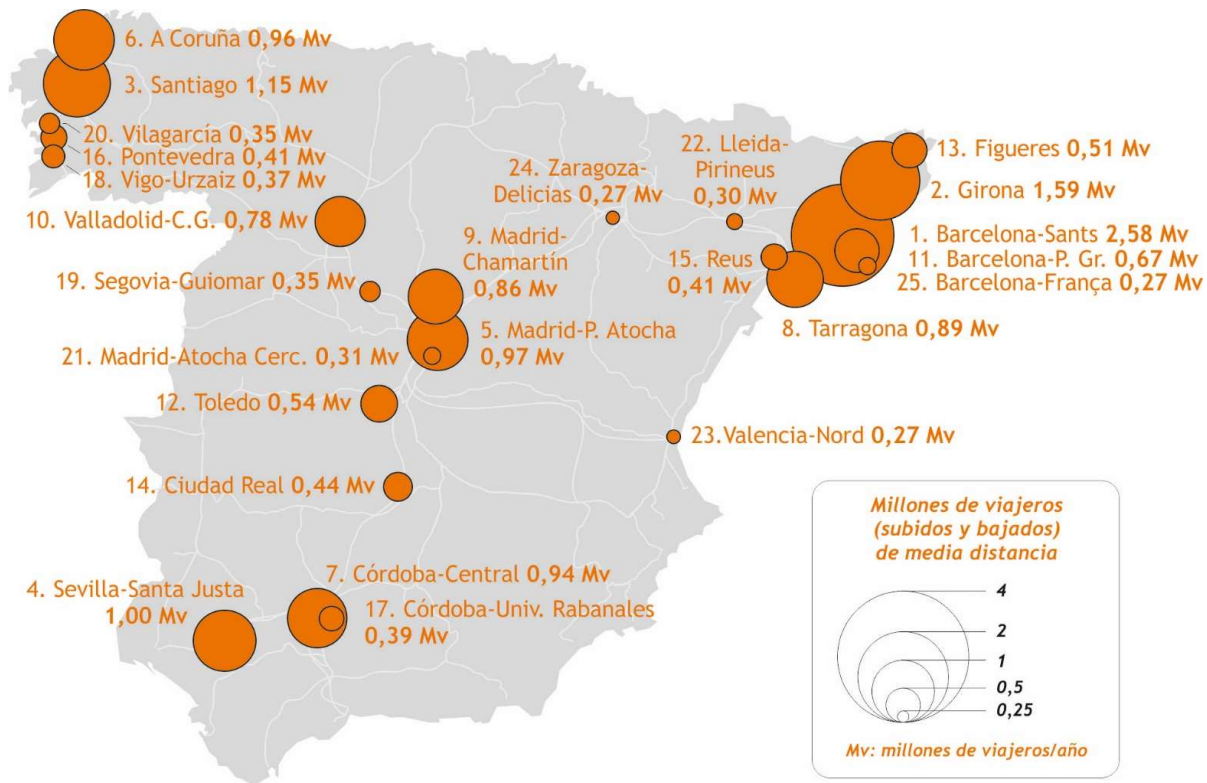 6. A Coruña 0,96 Mv
3. Santiago 1,15 Mv
20. Vilagarcía 0,35 Mv
16. Pontevedra 0,41 Mv
18. Vigo-Urzaiz 0,37 Mv
10. Valladolid-C.G. 0,78 Mv
19. Segovia-Guiomar 0,35 Mv
9. Madrid-
Chamartín
0,86 Mv
5. Madrid-P. Atocha
0,97 Mv
21. Madrid-Atocha Cerc. 0,31 Mv
12. Toledo 0,54 Mv
14. Ciudad Real 0,44 Mv
24. Zaragoza-
Delicias 0,27 Mv
22. Lleida-
Pirineus
0,30 Mv
15. Reus
0,41 Mv
13. Figueres 0,51 Mv
2. Girona 1,59 Mv
1. Barcelona-Sants 2,58 Mv
11. Barcelona-P. Gr. 0,67 Mv
25. Barcelona-França 0,27 Mv
8. Tarragona 0,89 Mv
23.Valencia-Nord 0,27 Mv
4. Sevilla-Santa Justa
1,00 Mv
7. Córdoba-Central 0,94 Mv
17. Córdoba-Univ. Rabanales
0,39 Mv
Millones de viajeros
(subidos y bajados)
de media distancia
4
2
1
0,5
0,25
Mv: millones de viajeros/año